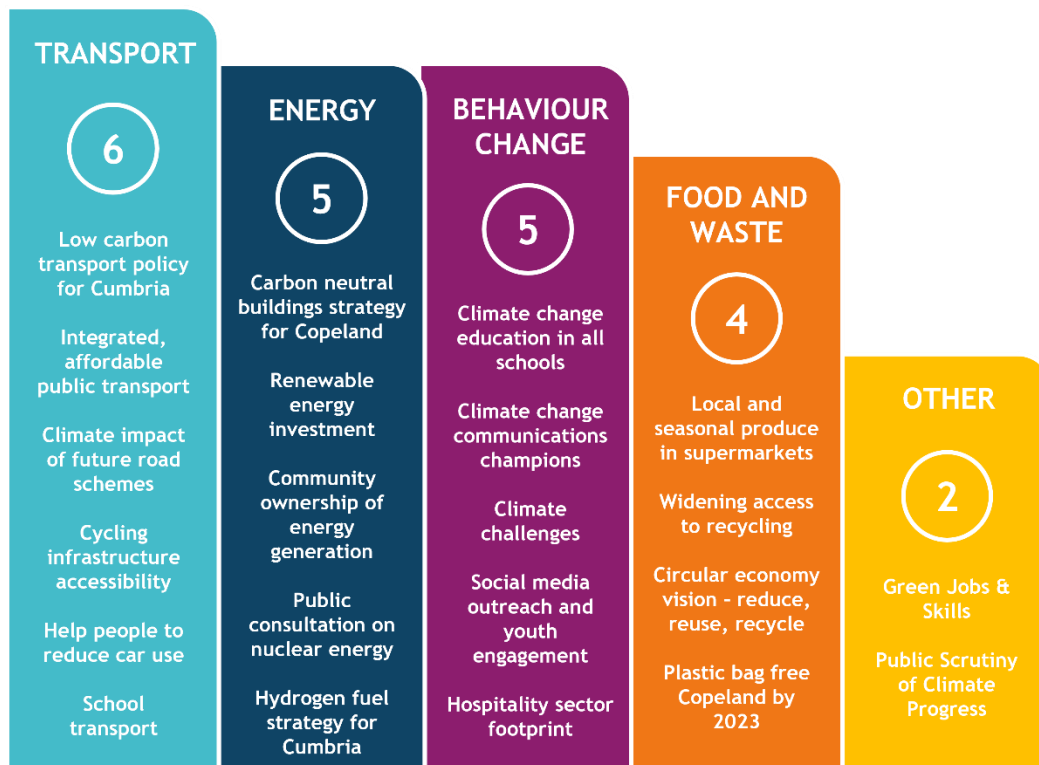 TRANSPORT
6
Low carbon
transport policy
for Cumbria
Integrated,
affordable
public transport
Climate impact
of future road
schemes
Cycling
infrastructure
accessibility
Help people to
reduce car use
School
transport
ENERGY
5
Carbon neutral
buildings strategy
for Copeland
Renewable
energy
investment
Community
ownership of
energy
generation
Public
consultation on
nuclear energy
Hydrogen fuel
strategy for
Cumbria
BEHAVIOUR
CHANGE
5
Climate change
education in all
schools
Climate change
communications
champions
Climate
challenges
Social media
outreach and
youth
engagement
Hospitality sector
footprint
FOOD AND
WASTE
4
Local and
seasonal produce
in supermarkets
Widening access
to recycling
Circular economy
vision – reduce,
reuse, recycle
Plastic bag free
Copeland by
2023
OTHER
2
Green Jobs &
Skills
Public Scrutiny
of Climate
Progress